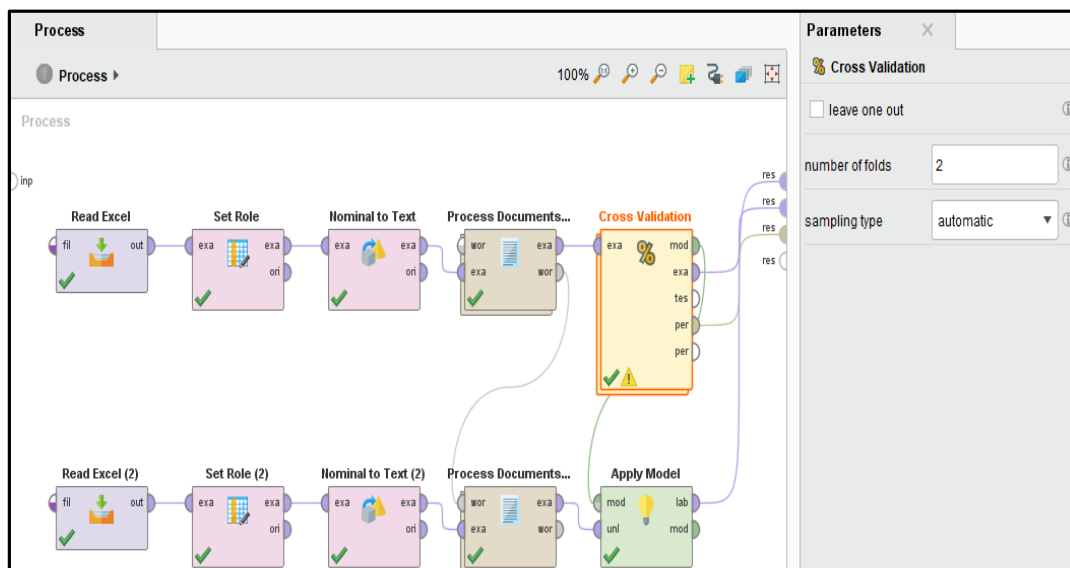 Process
Process
100%
Process
inp
res
res
res
res
Read Excel
Set Role
Nominal to Text
Process Documents...
Cross Validation
fil
out
exa
exa
ori
exa
exa
ori
wor
exa
exa
wor
exa
mod
exa
tes
per
per
Read Excel (2)
Set Role (2)
Nominal to Text (2)
Process Documents...
Apply Model
fil
out
exa
exa
ori
exa
exa
ori
wor
exa
exa
wor
mod
lab
unl
mod
Parameters
% Cross Validation
leave one out
number of folds
2
sampling type
automatic